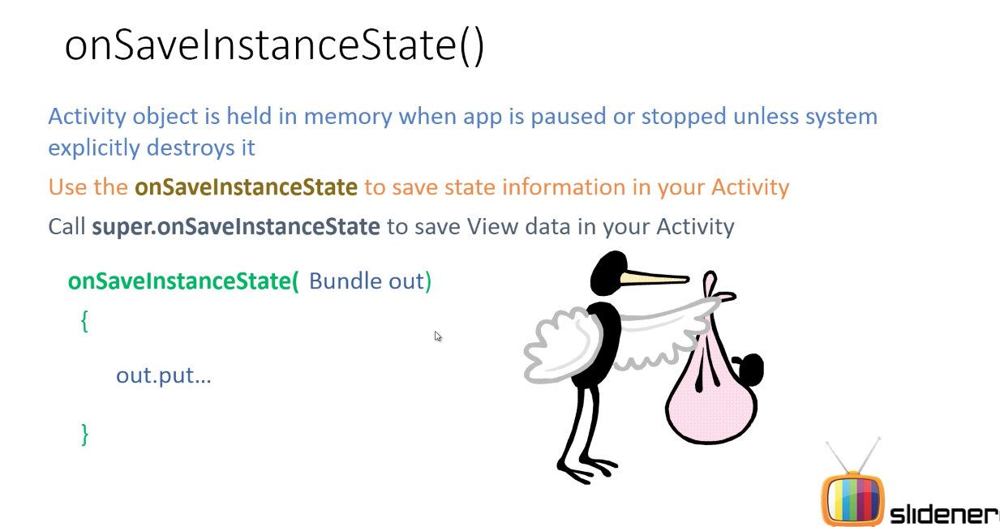 onSaveInstanceState()
Activity object is held in memory when app is paused or stopped unless system
explicitly destroys it
Use the onSaveInstanceState to save state information in your Activity
Call super.onSaveInstanceState to save View data in your Activity
onSaveInstanceState( Bundle out)
{
out.put...
}
slidener